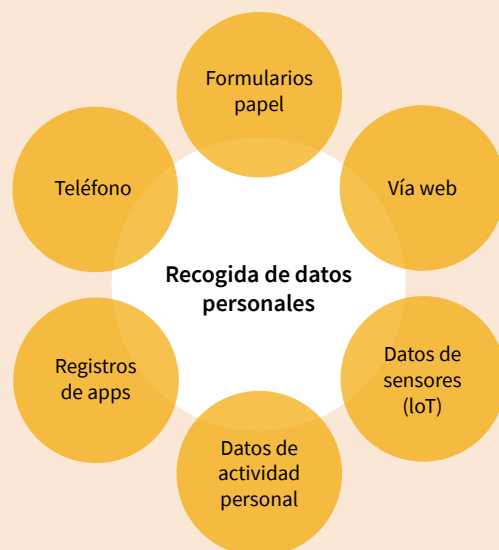 Formularios
papel
Teléfono
Vía web
Recogida de datos
personales
Registros
de apps
Datos de
sensores
(loT)
Datos de
actividad
personal